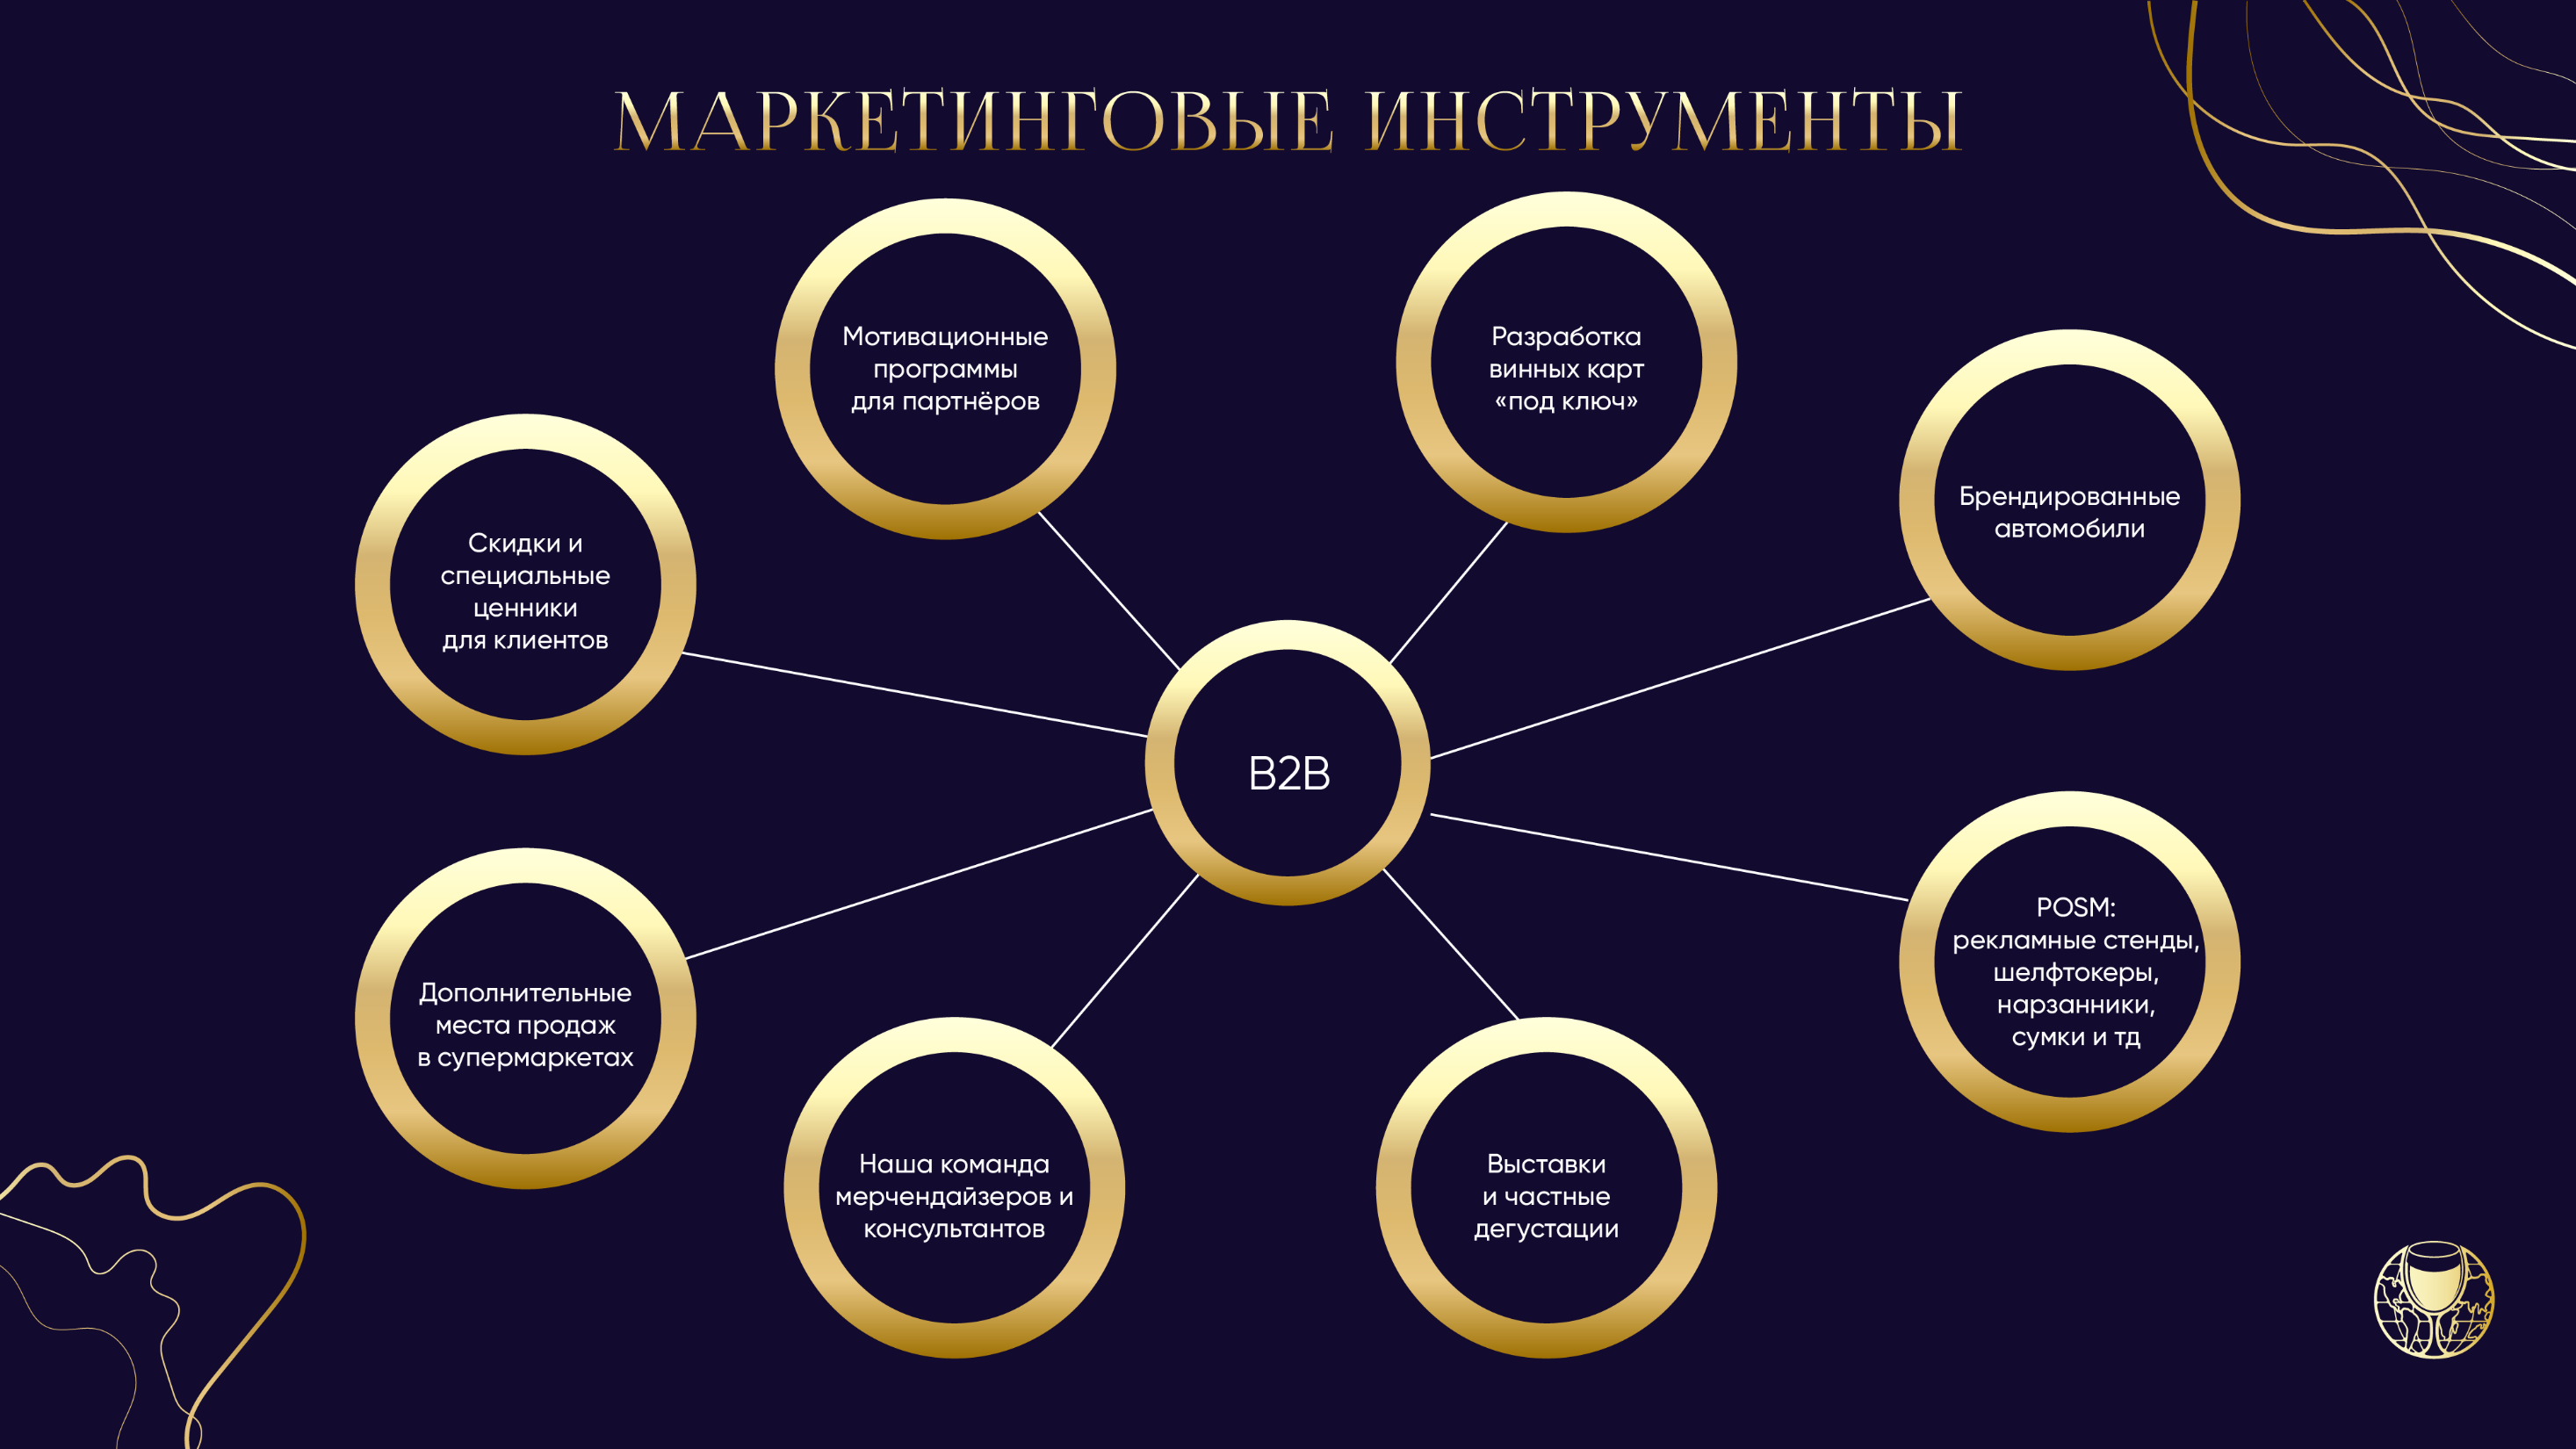 МАРКЕТИНГОВЫЕ ИНСТРУМЕНТЫ
Мотивационные
программы
для партнёров
Разработка
винных карт
«под ключ»
Брендированные
автомобили
Скидки и
специальные
ценники
для клиентов
B2B
POSM:
рекламные стенды,
шелфтокеры,
нарзанники,
сумки и тд
Дополнительные
места продаж
в супермаркетах
Наша команда
мерчендайзеров и
консультантов
Выставки
и частные
дегустации